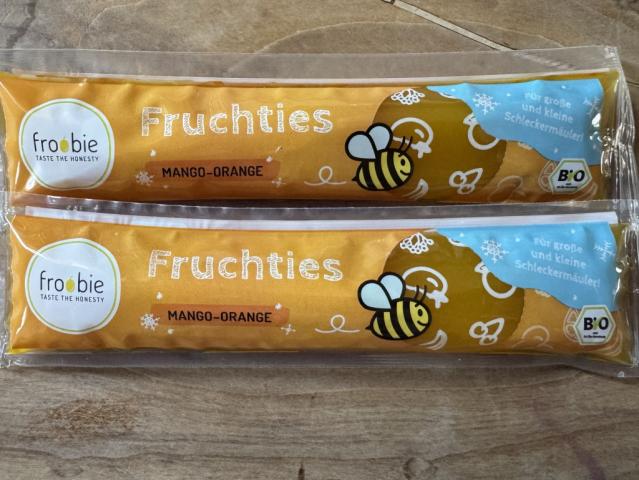 froobie
TASTE THE HONESTY
Fruchties
MANGO-ORANGE
Für große
und kleine
Schleckermäuler!
BIO
froobie
TASTE THE HONESTY
Fruchties
MANGO-ORANGE
Für große
und kleine
Schleckermäuler!
BIO